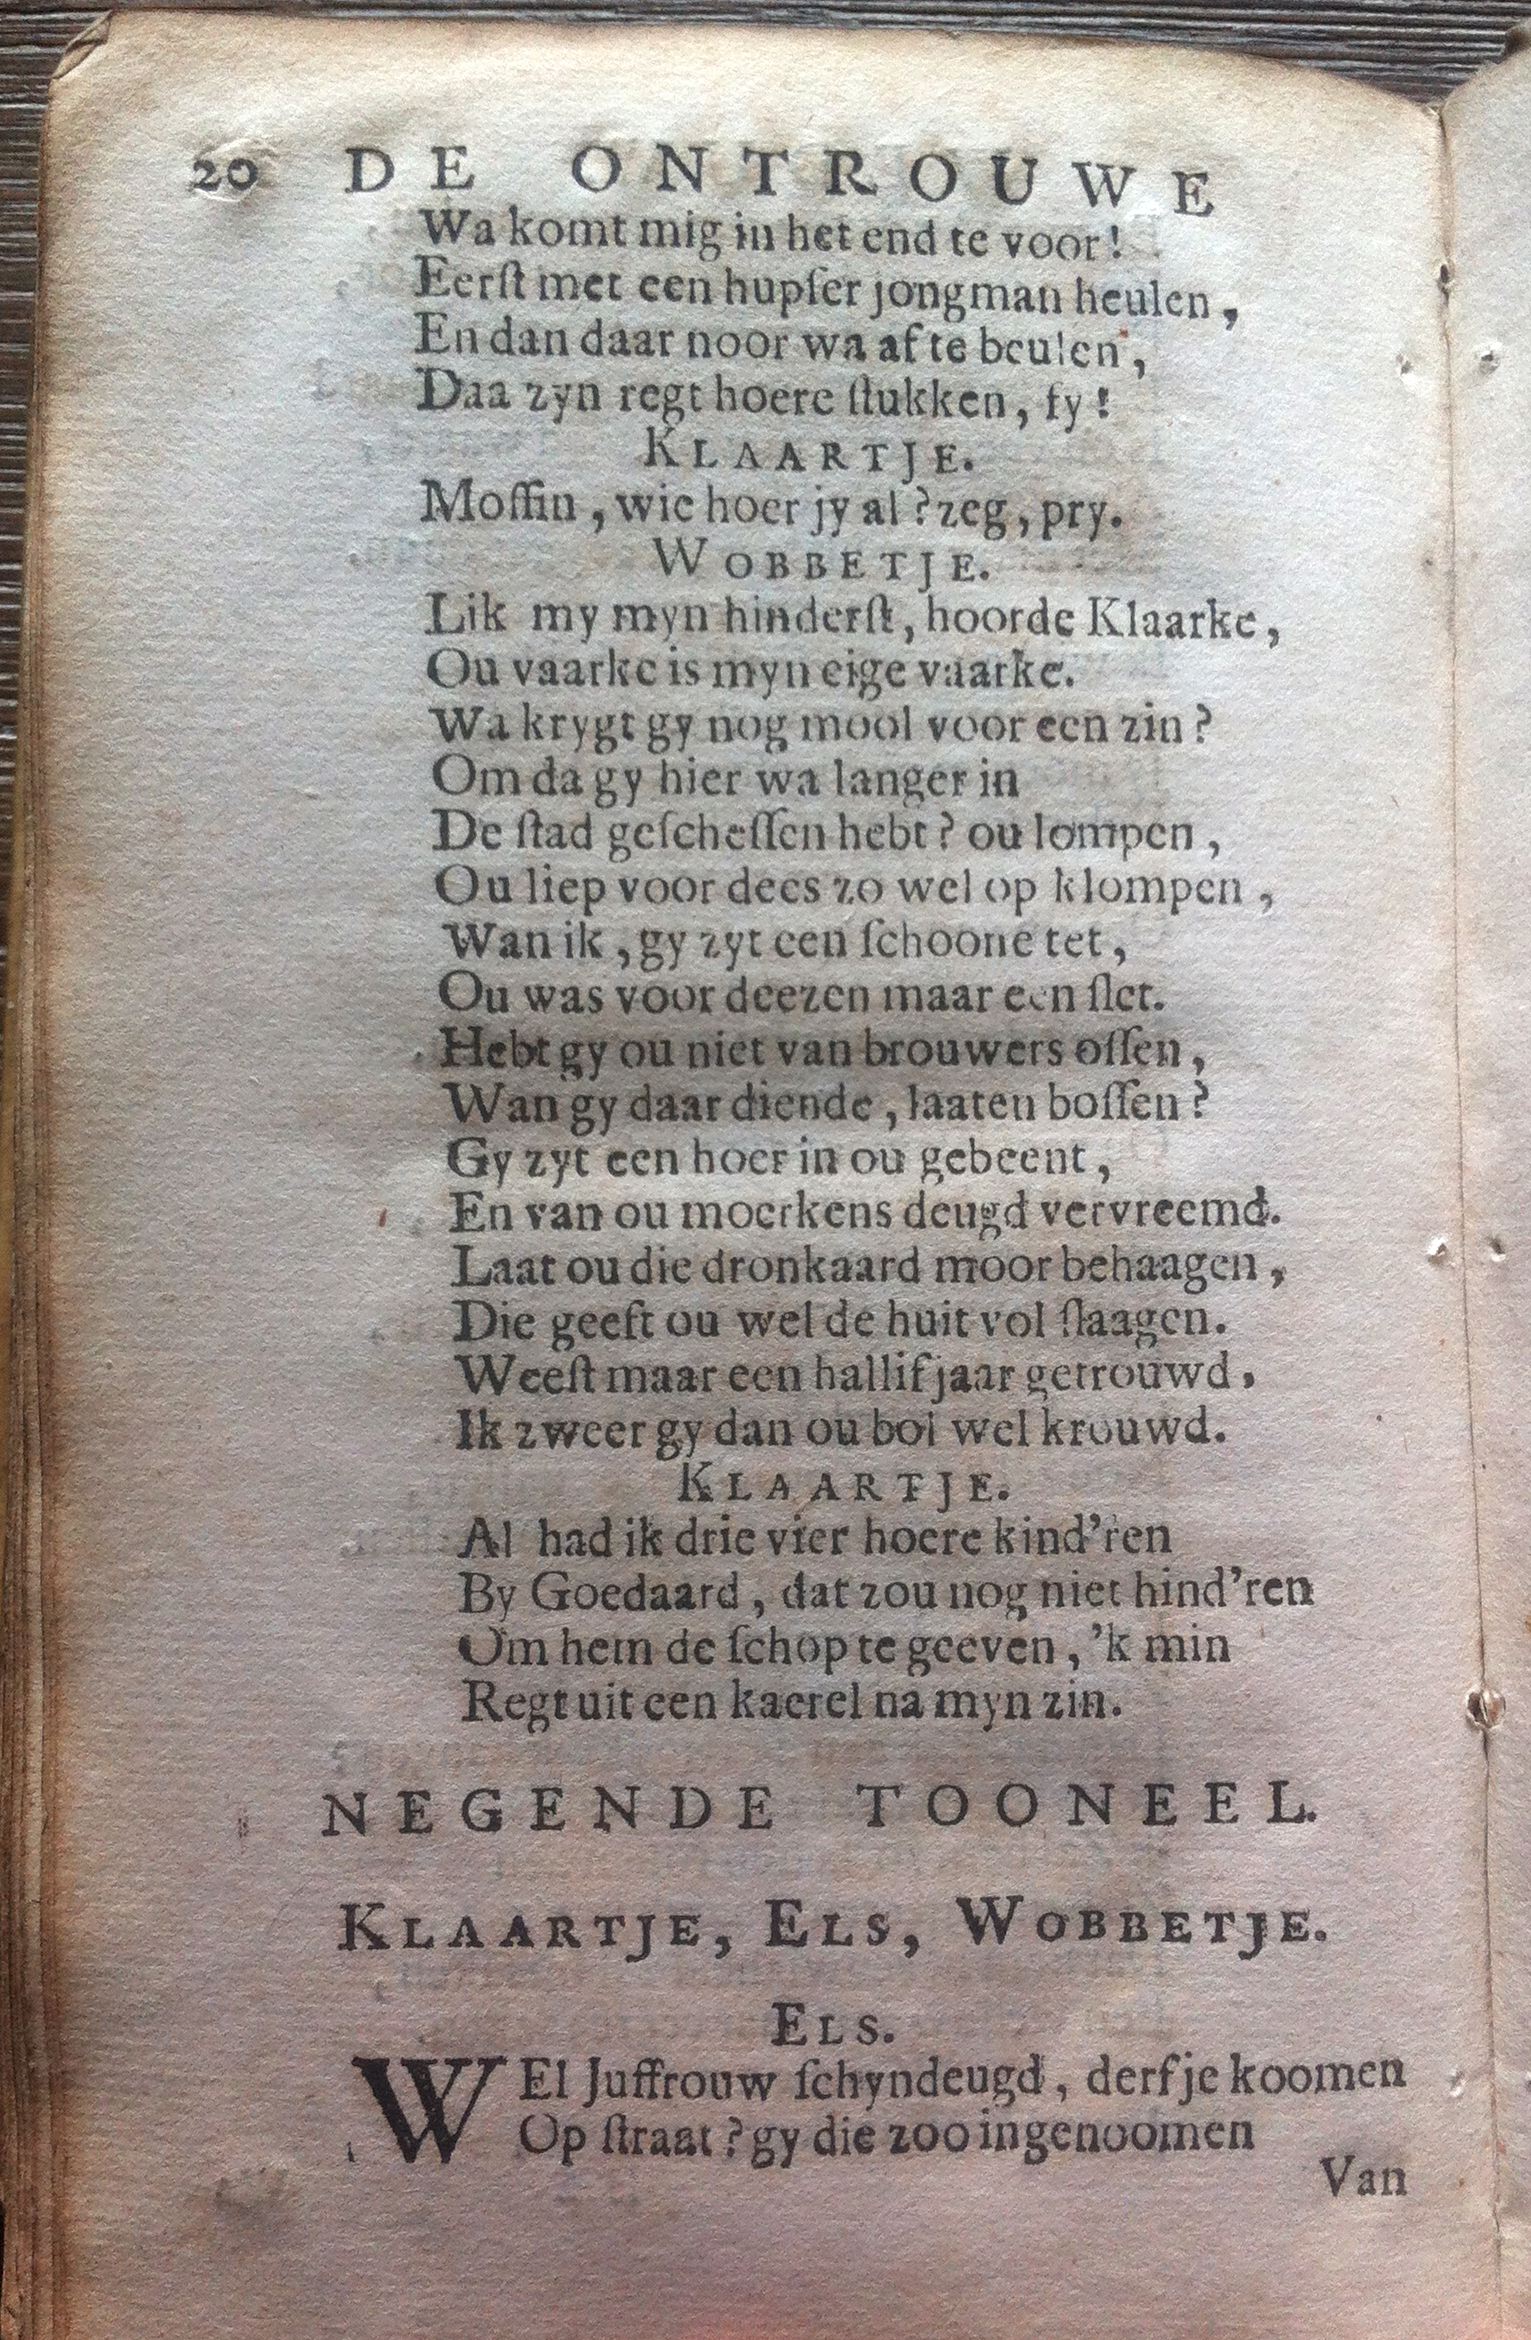 20 DE ONTROUWE
Wa komt mig in het end te voor!
Eerſt met een hupſer jongman heulen,
En dan daar noor wa af te beulen,
Daa zyn regt hoere ſtukken, fy!
KLAARTJE.
Moſſin, wie hoer jy al? zeg, pry.
WOBBETJE.
Lik my myn hinderſt, hoorde Klaarke,
Ou vaarke is myn eige vaarke.
Wa krygt gy nog mool voor een zin?
Om da gy hier wa langer in
De ſtad geſcheſſen hebt? ou lompen,
Ou liep voor dees zo wel op klompen,
Wan ik, gy zyt een ſchoone tet,
Ou was voor deezen maar een ſlet.
Hebt gy ou niet van brouwers oſſen,
Wan gy daar diende, laaten boſſen?
Gy zyt een hoer in ou gebeent,
En van ou moerkens deugd vervreemd.
Laat ou die dronkaard moor behaagen,
Die geeft ou wel de huit vol ſlaagen.
Weeſt maar een hallif jaar getrouwd,
Ik zweer gy dan ou bol wel krouwd.
KLAARTJE.
Al had ik drie vier hoere kind'ren
By Goedaard, dat zou nog niet hind'ren
Om hem de ſchop te geeven, 'k min
Regt uit een kaerel na myn zin.
NEGENDE TOONEEL.
KLAARTJE, ELS, WOBBETJE.
ELS.
WEl Juffrouw ſchyndeugd, derf je koomen
Op ſtraat? gy die zoo ingenoomen
Van